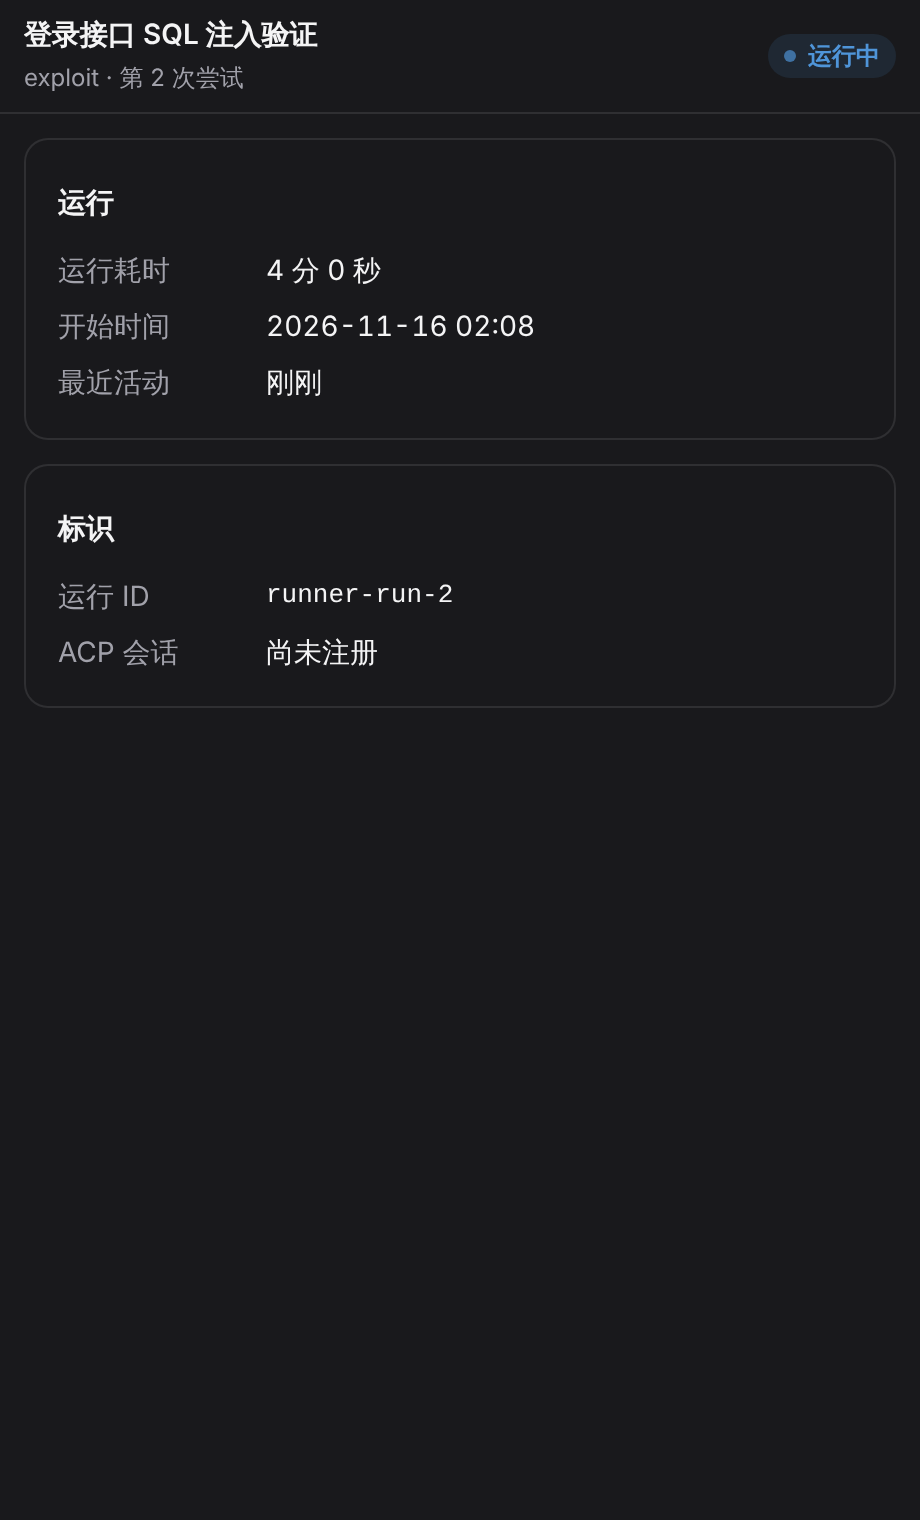 登录接口 SQL 注入验证
exploit · 第 2 次尝试
运行中
运行
运行耗时 4 分 0 秒
开始时间 2026-11-16 02:08
最近活动 刚刚
标识
运行 ID runner-run-2
ACP 会话 尚未注册